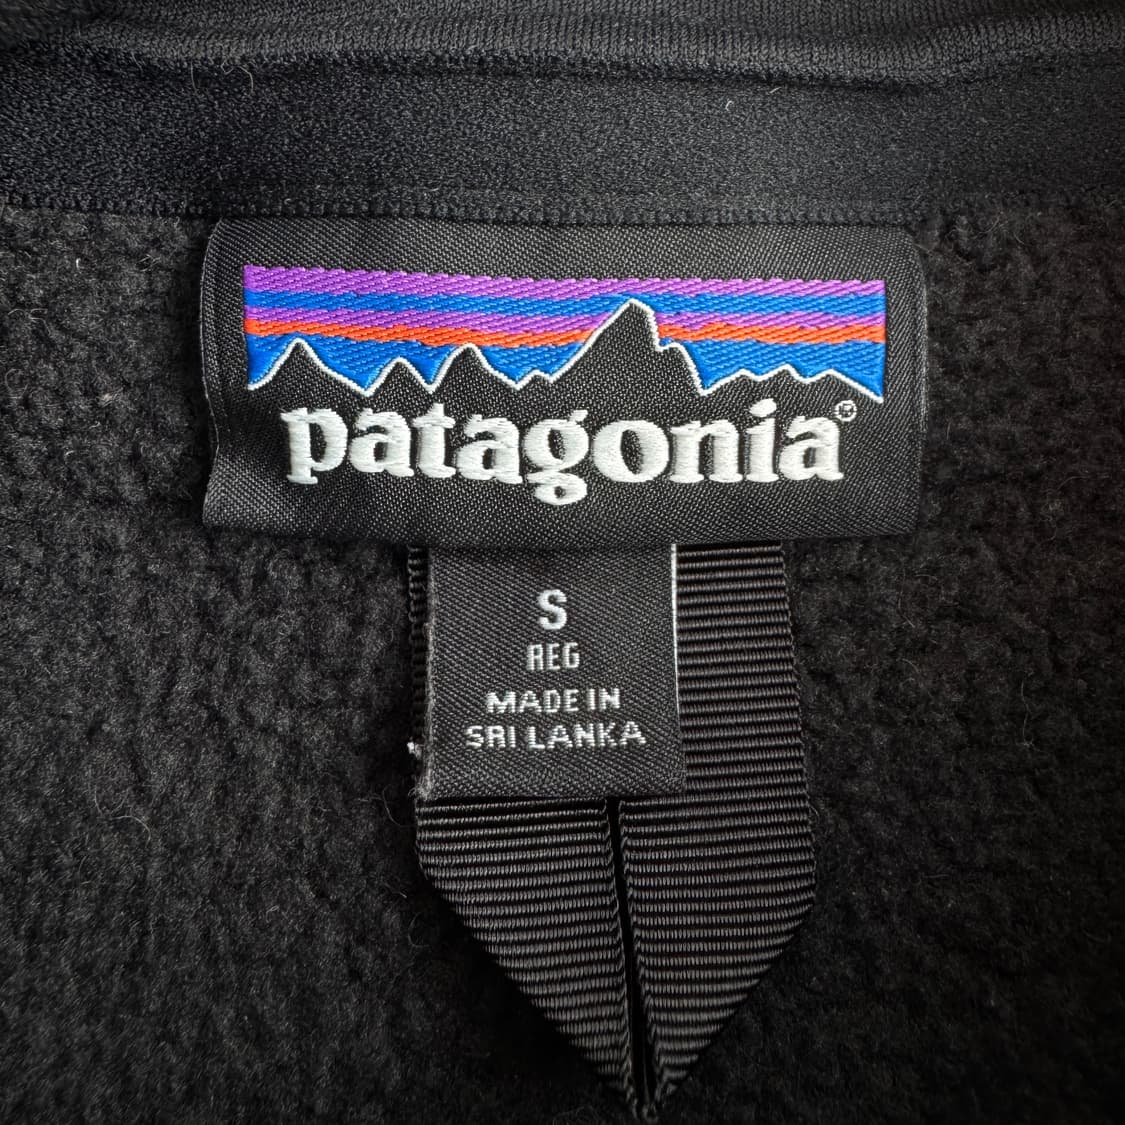 patagonia®
S
REG
MADE IN
SRI LANKA